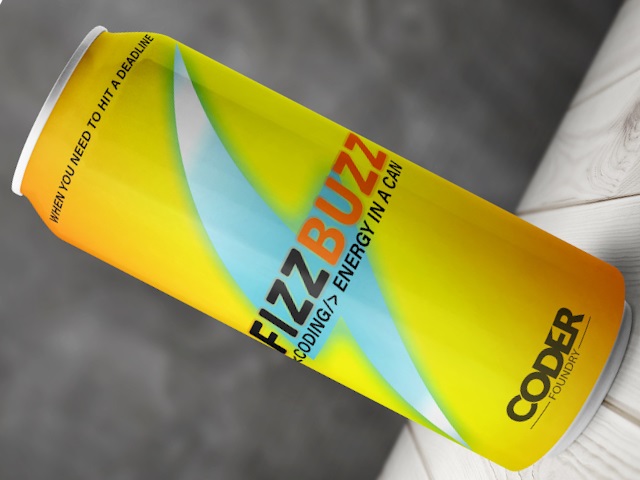 WHEN YOU NEED TO HIT A DEADLINE
FIZZBUZZ
<CODING/> ENERGY IN A CAN
CODER
FOUNDRY